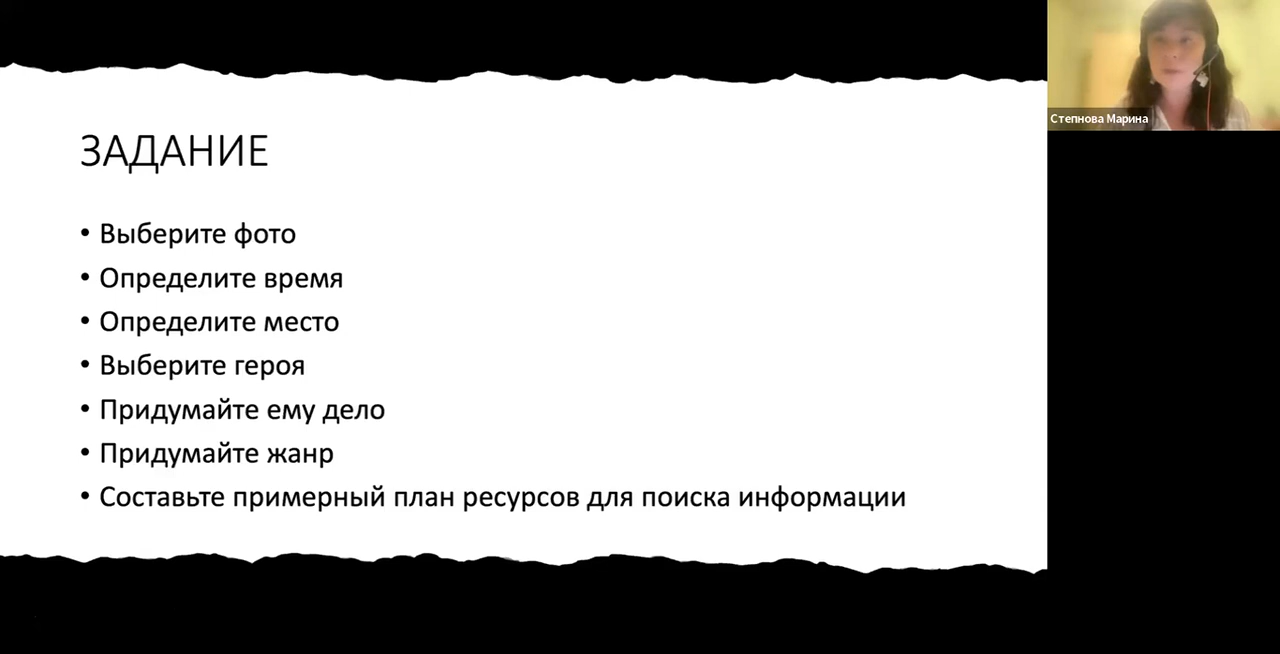 Степнова Марина
ЗАДАНИЕ
• Выберите фото
• Определите время
• Определите место
• Выберите героя
• Придумайте ему дело
• Придумайте жанр
• Составьте примерный план ресурсов для поиска информации